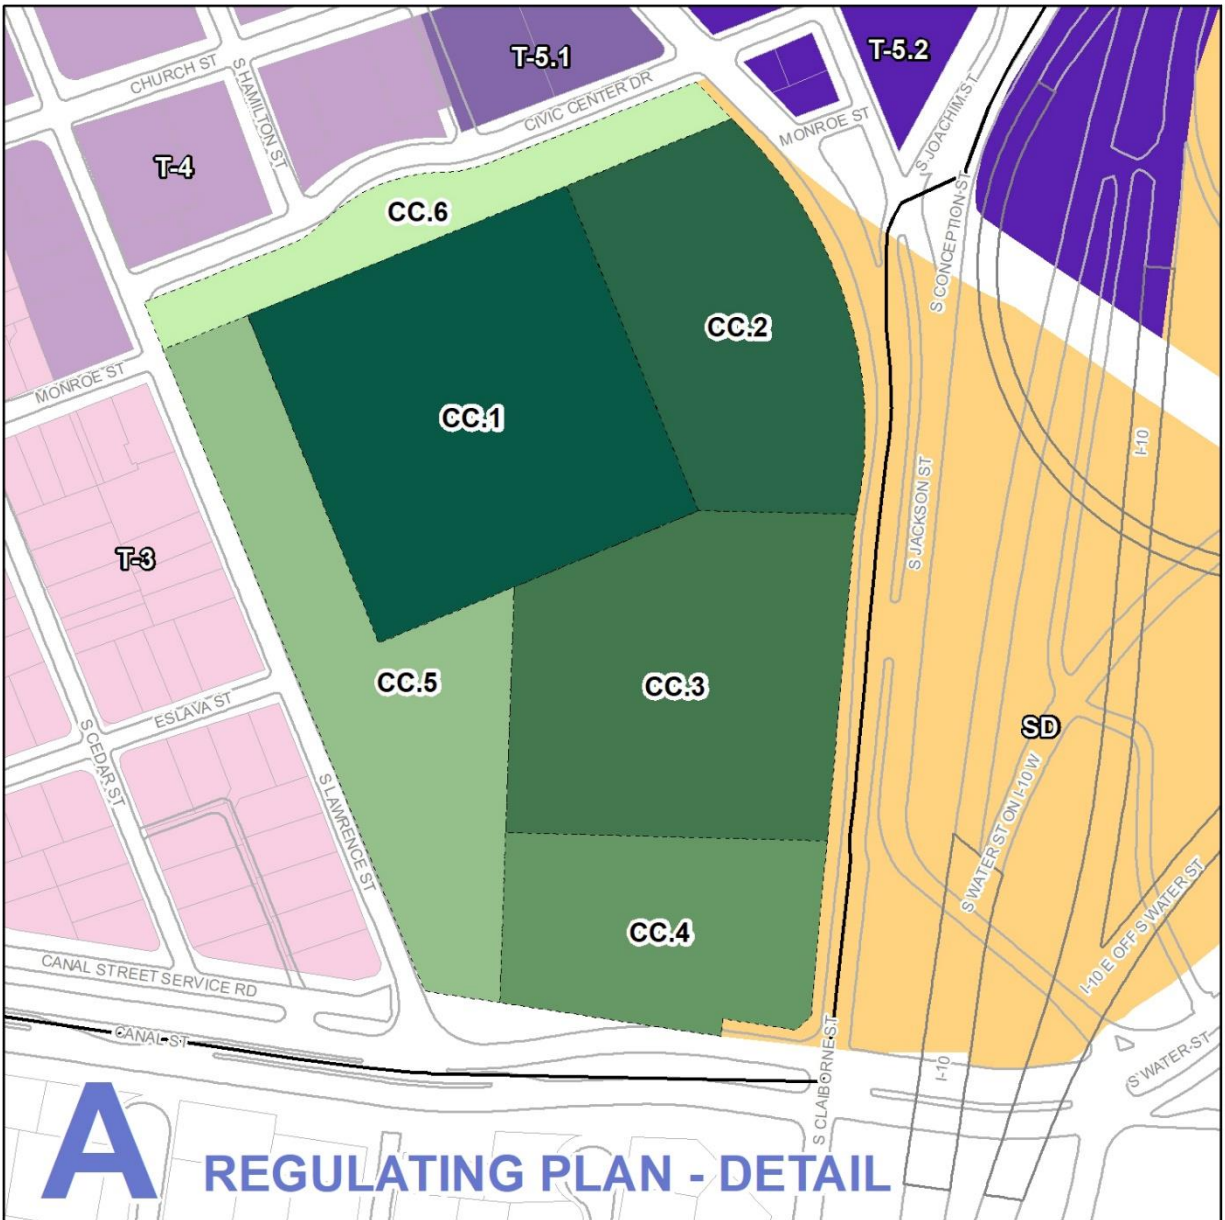 T-5.1
T-5.2
CHURCH ST
S HAMILTON ST
CIVIC CENTER DR
MONROE ST
S JOACHIM ST
T-4
CC.6
S CONCEPTION ST
CC.2
MONROE ST
CC.1
I-10
S JACKSON ST
T-3
CC.5
CC.3
ESLAVA ST
SD
S CEDAR ST
S LAWRENCE ST
S WATER ST ON I-10 W
CC.4
I-10 E OFF S WATER ST
CANAL STREET SERVICE RD
CANAL ST
S CLAIBORNE ST
I-10
S WATER ST
A
REGULATING PLAN - DETAIL